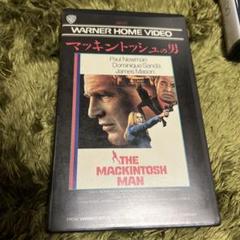 WARNER HOME VIDEO
マッキントッシュの男
Paul Newman
Dominique Sanda
James Mason
THE
MACKINTOSH
MAN